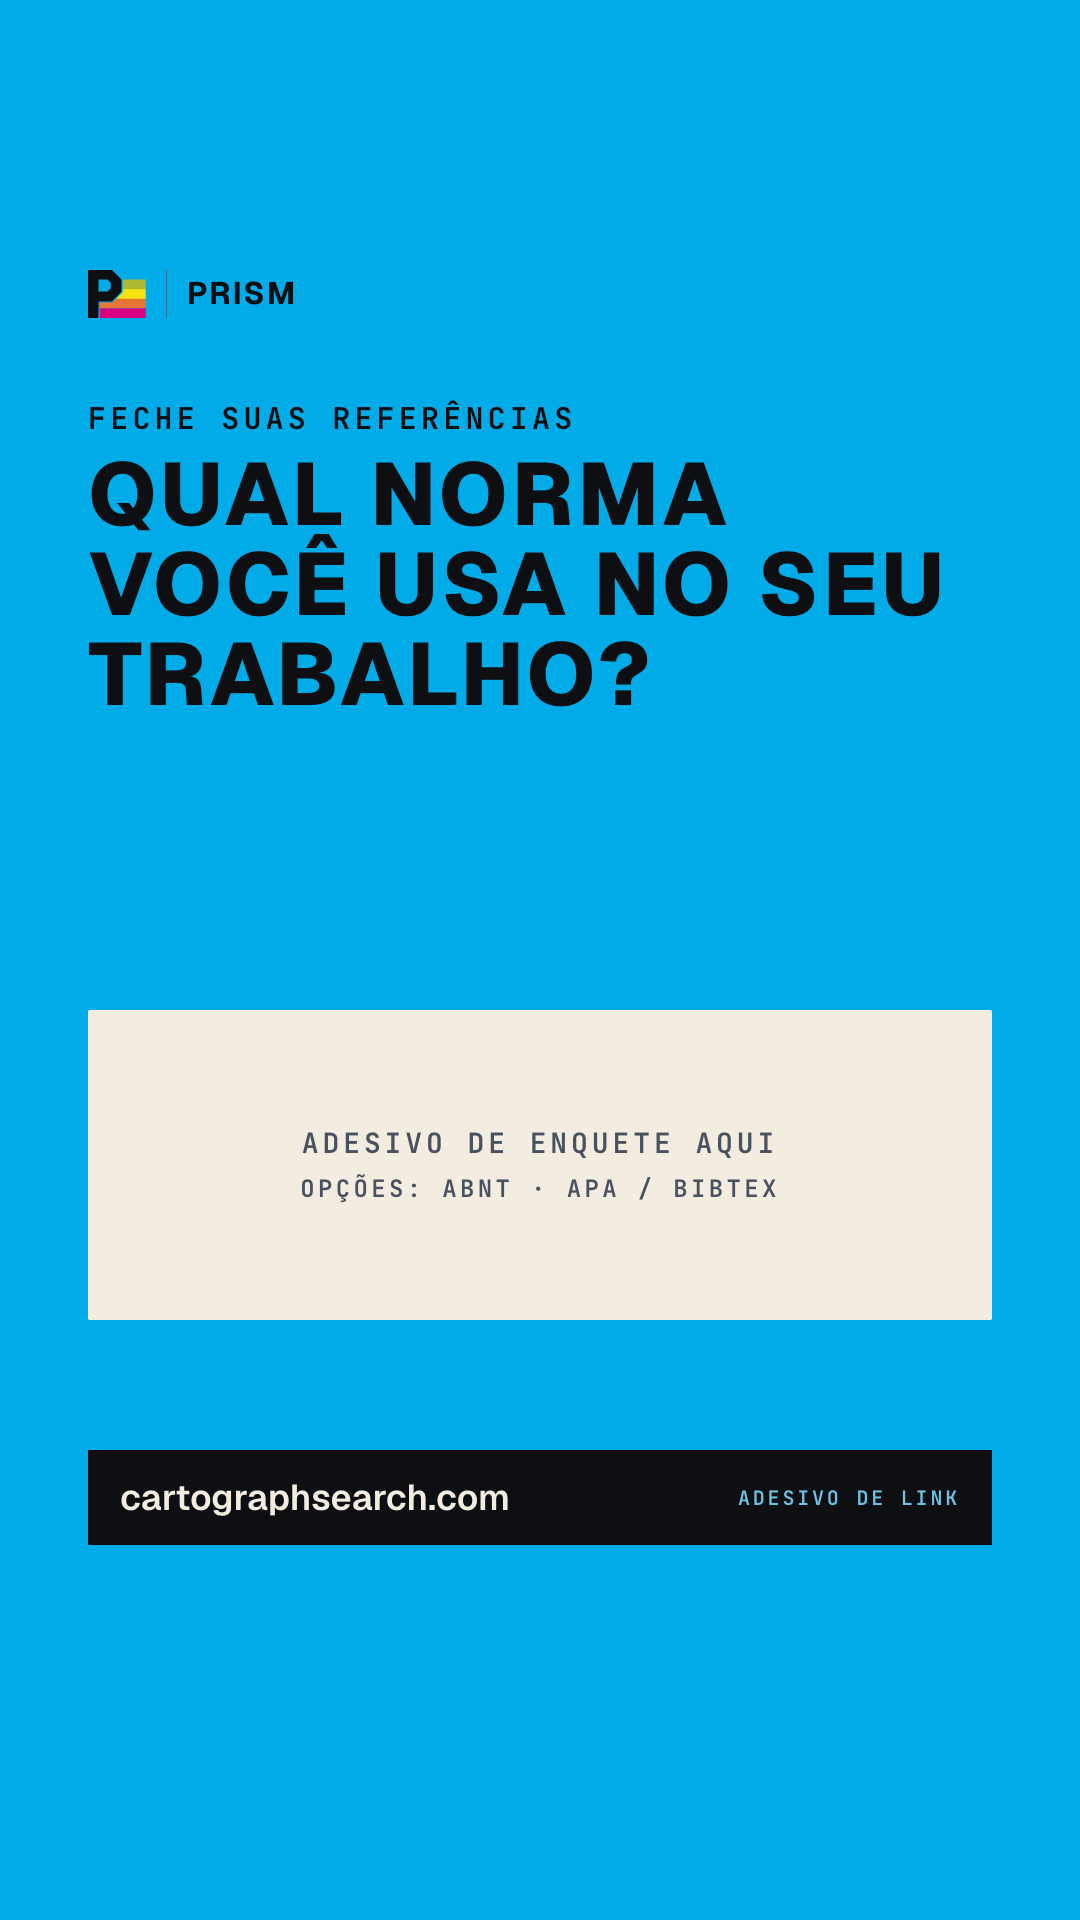 PRISM
FECHE SUAS REFERÊNCIAS
QUAL NORMA
VOCÊ USA NO SEU
TRABALHO?
ADESIVO DE ENQUETE AQUI
OPÇÕES: ABNT · APA / BIBTEX
cartographsearch.com
ADESIVO DE LINK